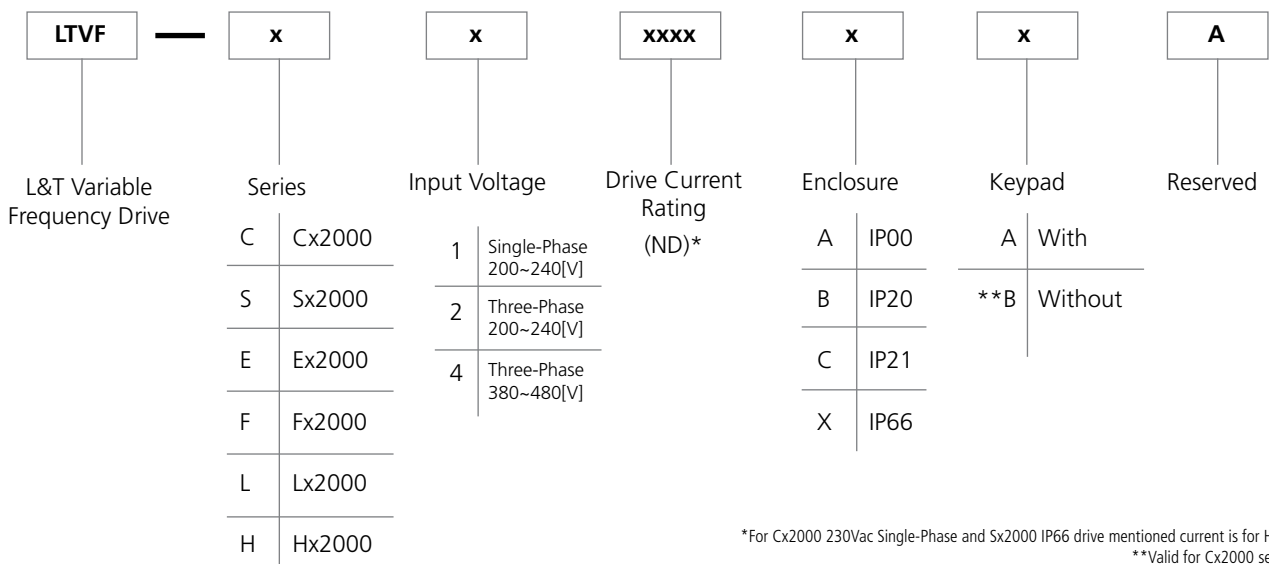 LTVF — x x xxxx x x A
L&T Variable
Frequency Drive
Series
C Cx2000
S Sx2000
E Ex2000
F Fx2000
L Lx2000
H Hx2000
Input Voltage
1 Single-Phase
200~240[V]
2 Three-Phase
200~240[V]
4 Three-Phase
380~480[V]
Drive Current
Rating
(ND)*
Enclosure
A IP00
B IP20
C IP21
X IP66
Keypad
A With
**B Without
Reserved
*For Cx2000 230Vac Single-Phase and Sx2000 IP66 drive mentioned current is for
**Valid for Cx2000